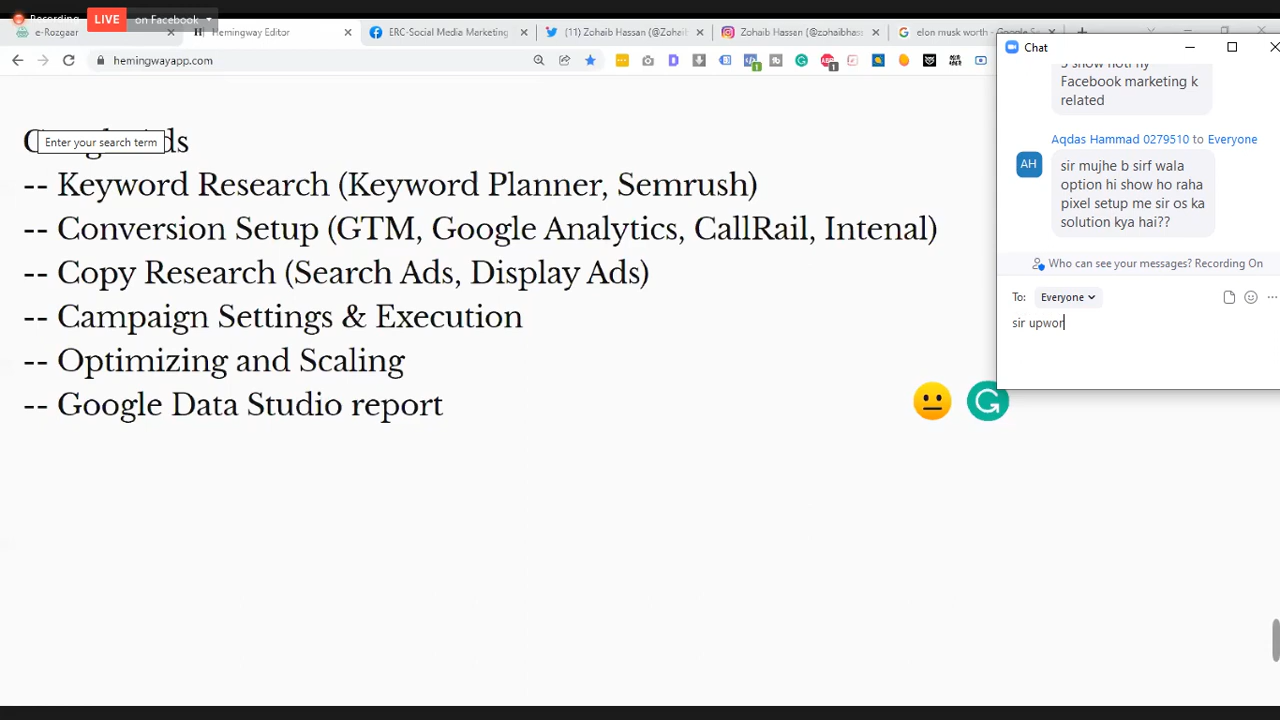 Recording
LIVE
on Facebook
e-Rozgaar
Hemingway Editor
ERC-Social Media Marketing
(11) Zohaib Hassan (@Zohaib
Zohaib Hassan (@zohaibhass
elon musk worth - Google Se
hemingwayapp.com
Enter your search term
ds
-- Keyword Research (Keyword Planner, Semrush)
-- Conversion Setup (GTM, Google Analytics, CallRail, Intenal)
-- Copy Research (Search Ads, Display Ads)
-- Campaign Settings & Execution
-- Optimizing and Scaling
-- Google Data Studio report
Chat
Facebook marketing k
related
Aqdas Hammad 0279510 to Everyone
AH
sir mujhe b sirf wala
option hi show ho raha
pixel setup me sir os ka
solution kya hai??
Who can see your messages? Recording On
To: Everyone
sir upwor